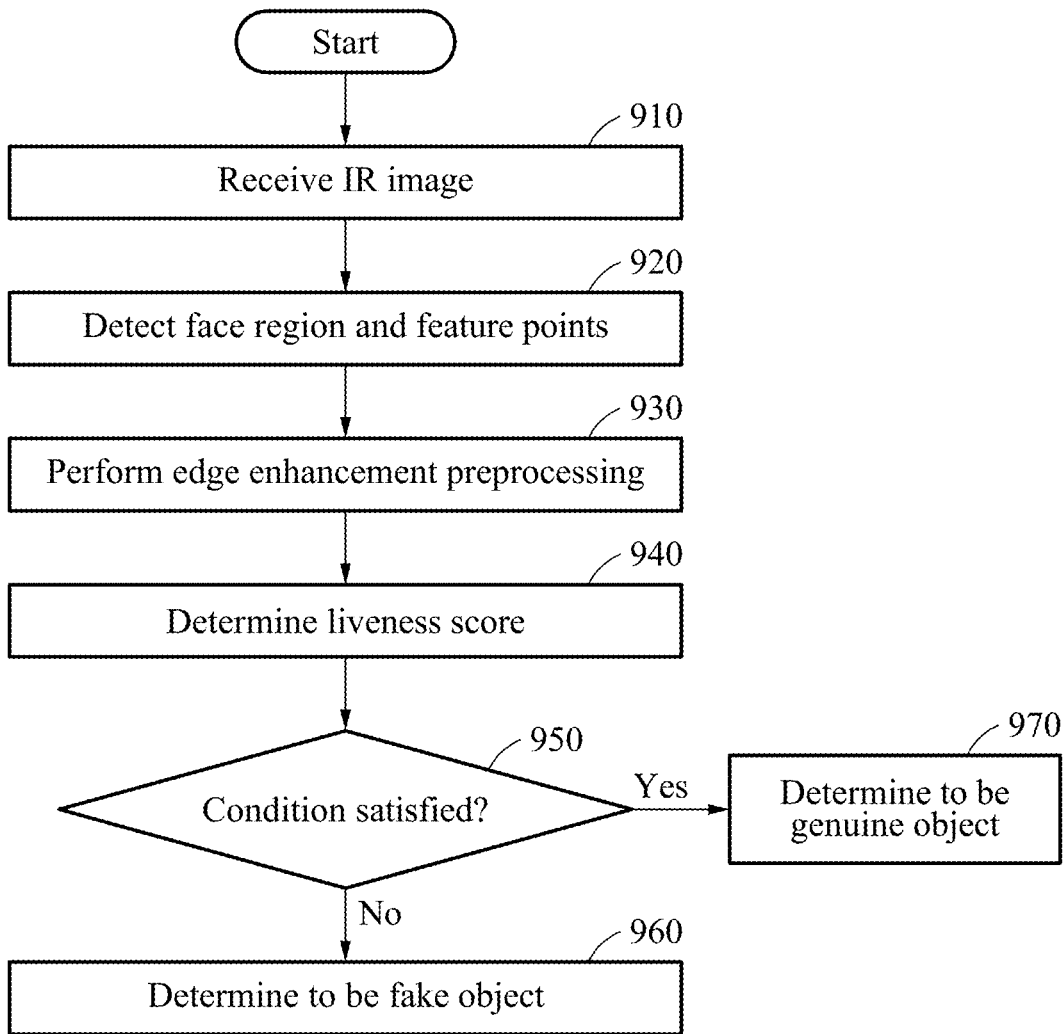 Start
910
Receive IR image
920
Detect face region and feature points
930
Perform edge enhancement preprocessing
940
Determine liveness score
950
Condition satisfied?
Yes
970
Determine to be
genuine object
No
960
Determine to be fake object